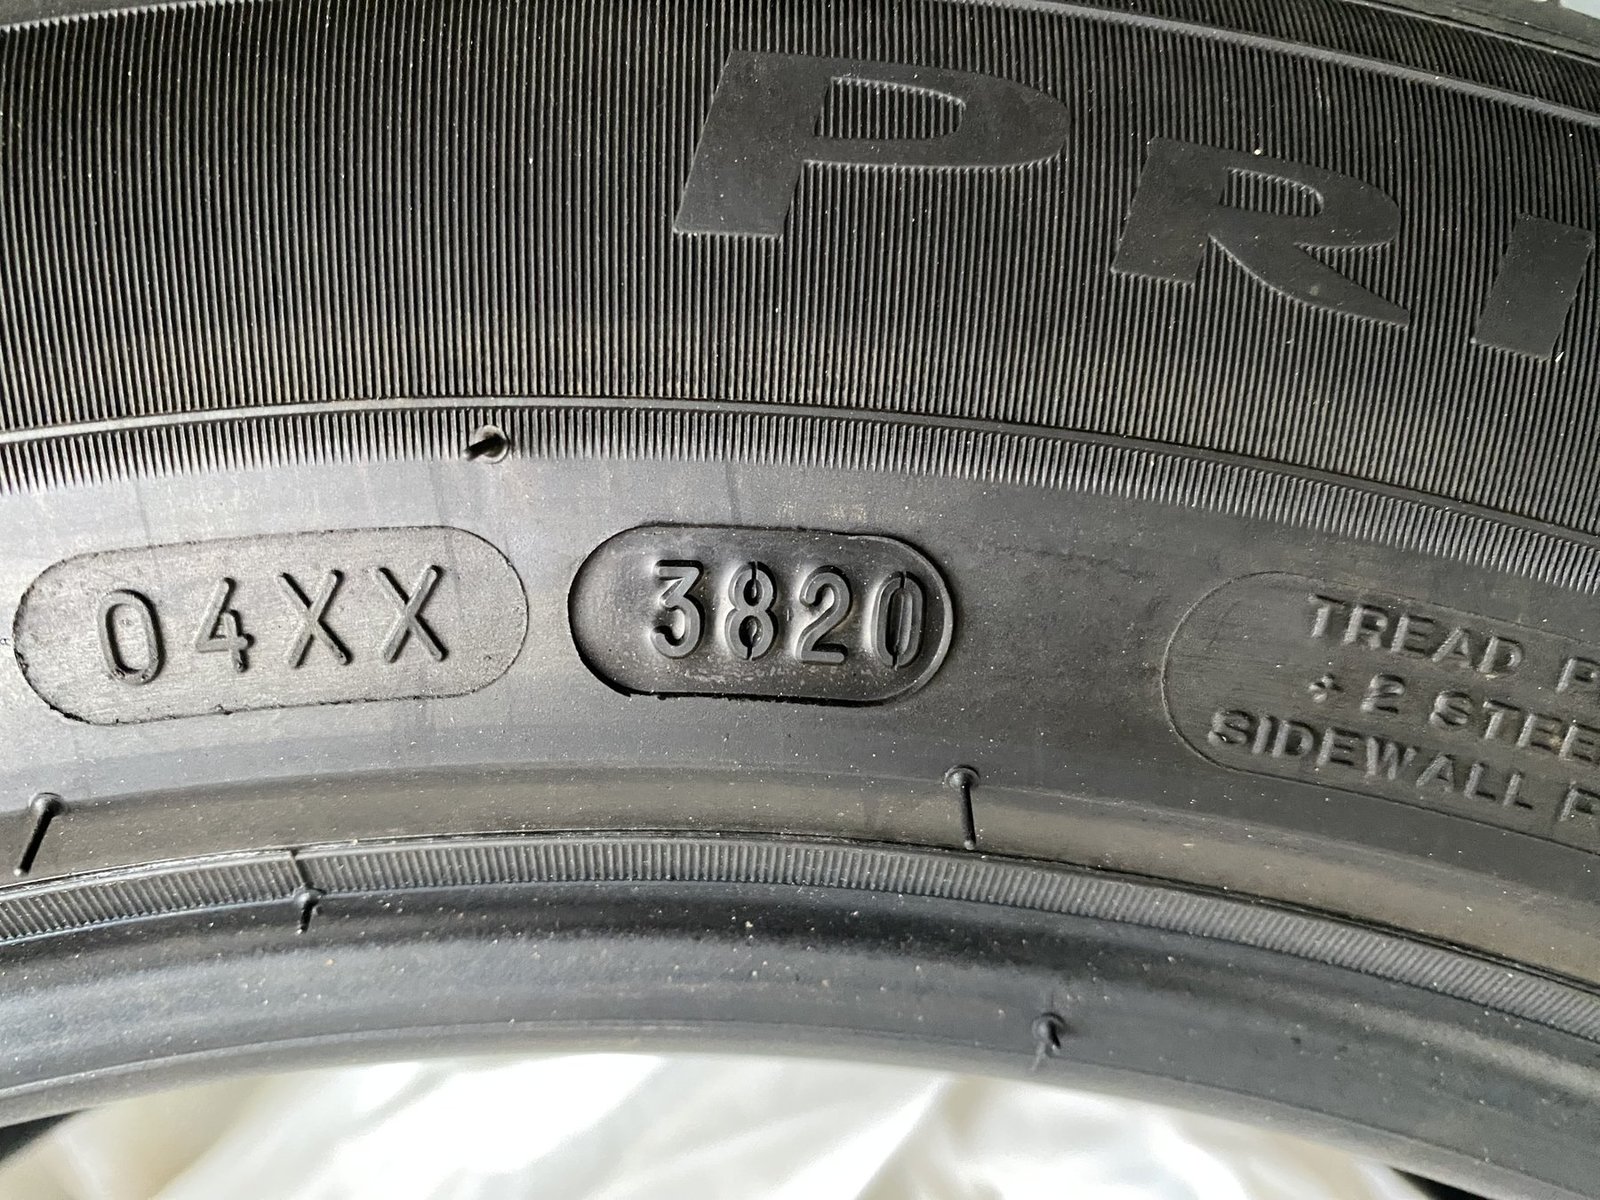 PRI
04XX 3820
TREAD P
+ 2 STEE
SIDEWALL